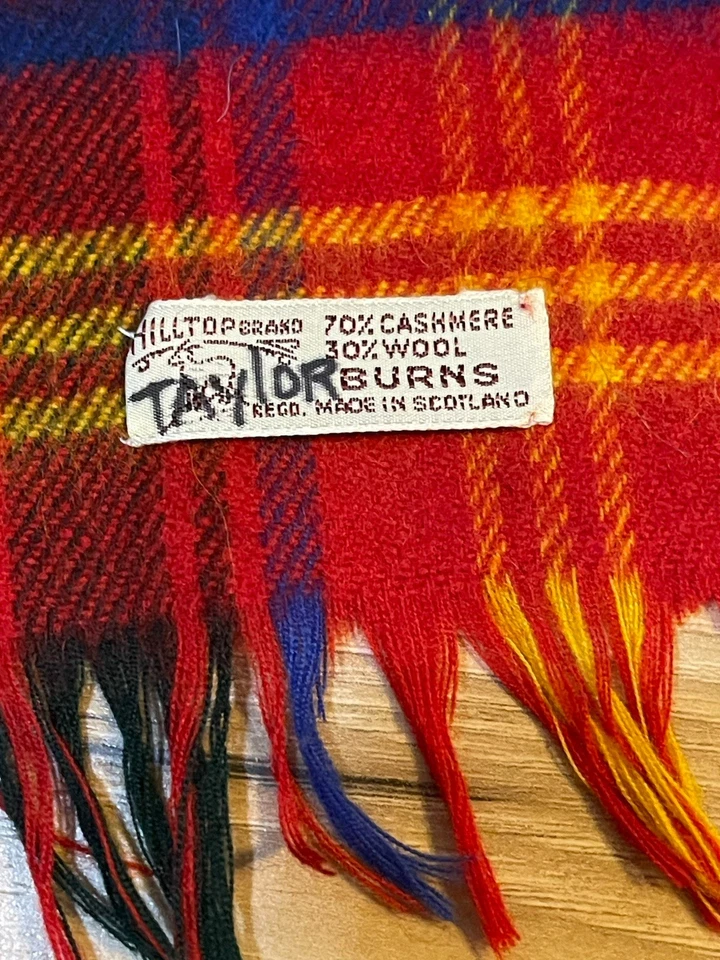 HILLTOP BRAND 70% CASHMERE
30% WOOL
TAYLOR BURNS
REGD. MADE IN SCOTLAND